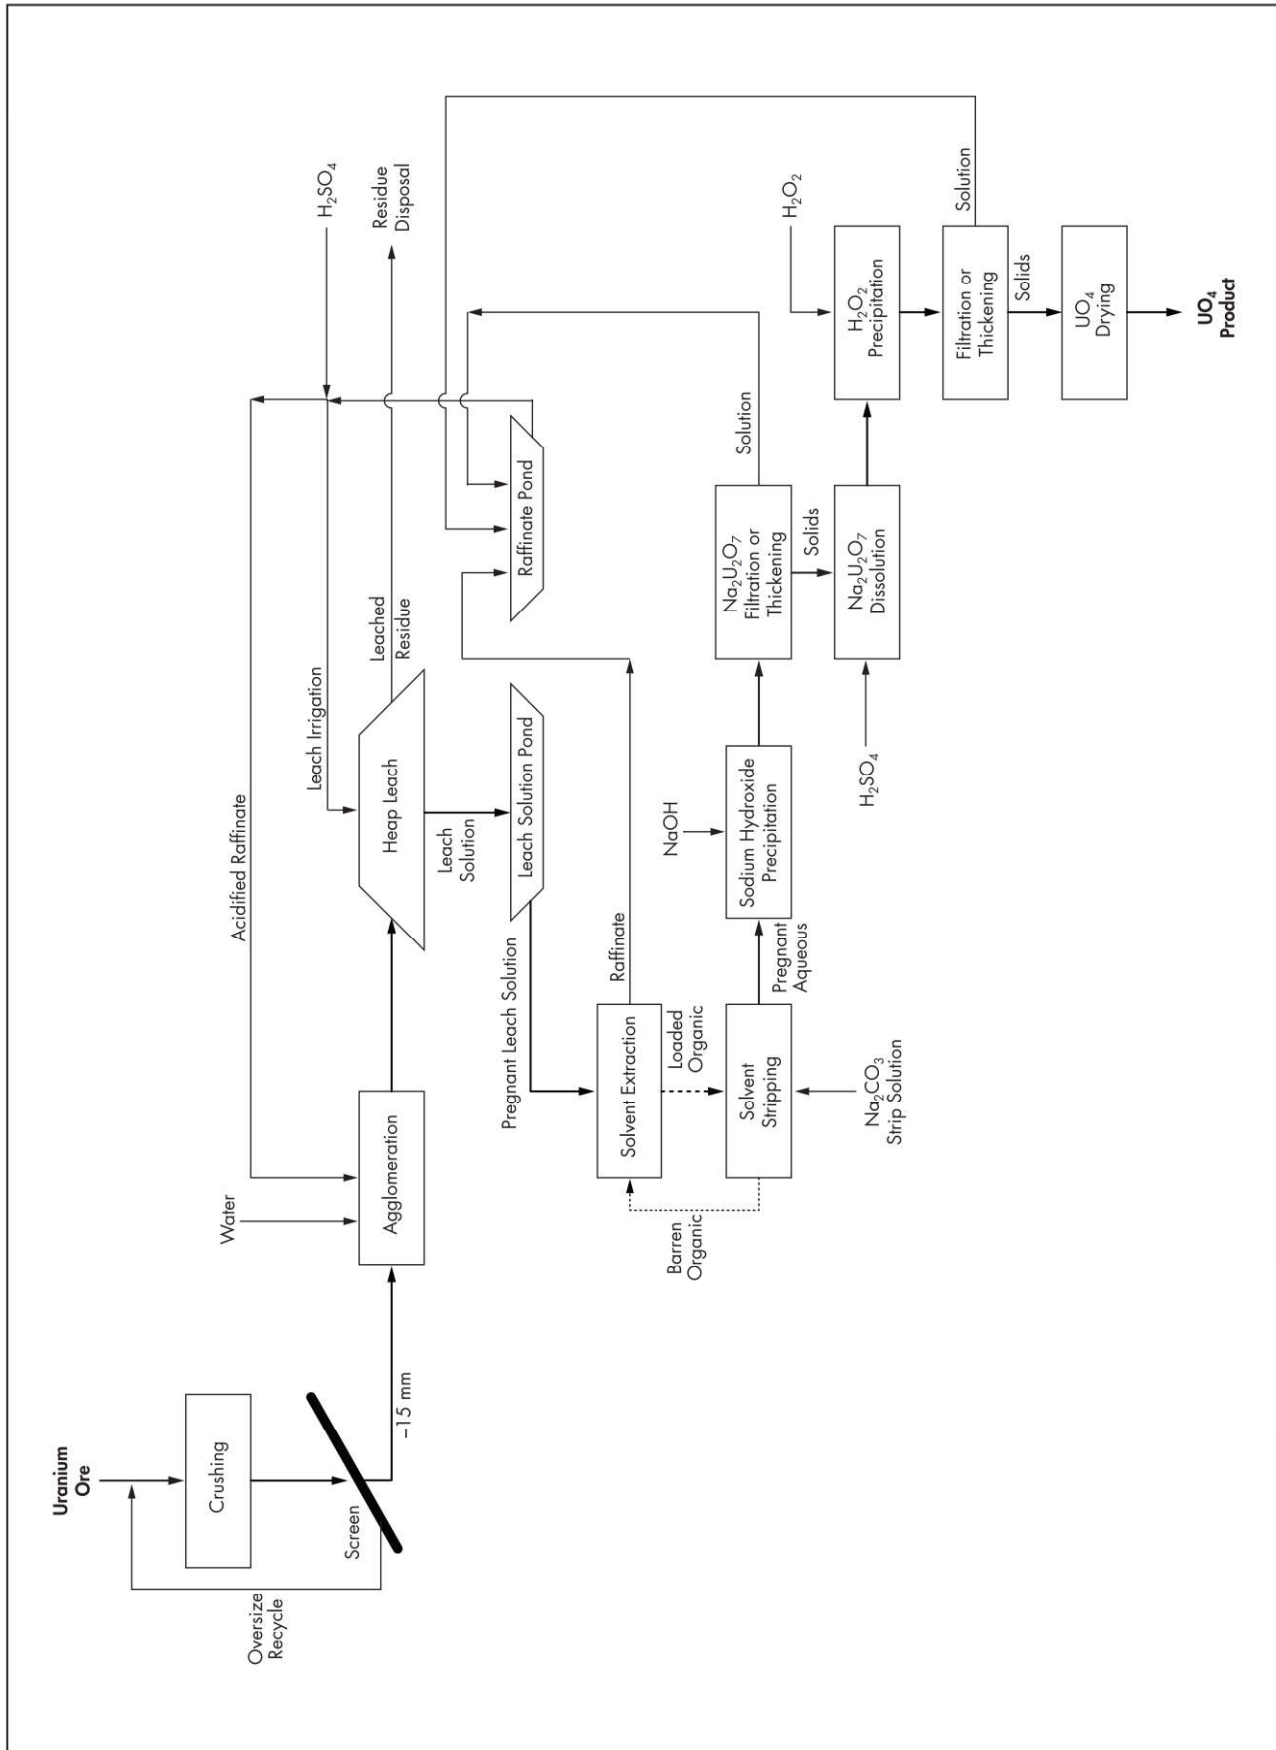 Uranium
Ore
Oversize
Recycle
Crushing
Screen
–15 mm
Water
Acidified Raffinate
Agglomeration
Leach Irrigation
H₂SO₄
Heap Leach
Leached
Residue
Residue
Disposal
Leach
Solution
Leach Solution Pond
Raffinate Pond
Pregnant Leach Solution
Solvent Extraction
Raffinate
Barren
Organic
Loaded
Organic
Solvent
Stripping
Na₂CO₃
Strip Solution
Pregnant
Aqueous
NaOH
Sodium Hydroxide
Precipitation
Na₂U₂O₇
Filtration or
Thickening
Solution
Solids
H₂SO₄
Na₂U₂O₇
Dissolution
H₂O₂
H₂O₂
Precipitation
Filtration or
Thickening
Solution
Solids
UO₄
Drying
UO₄
Product